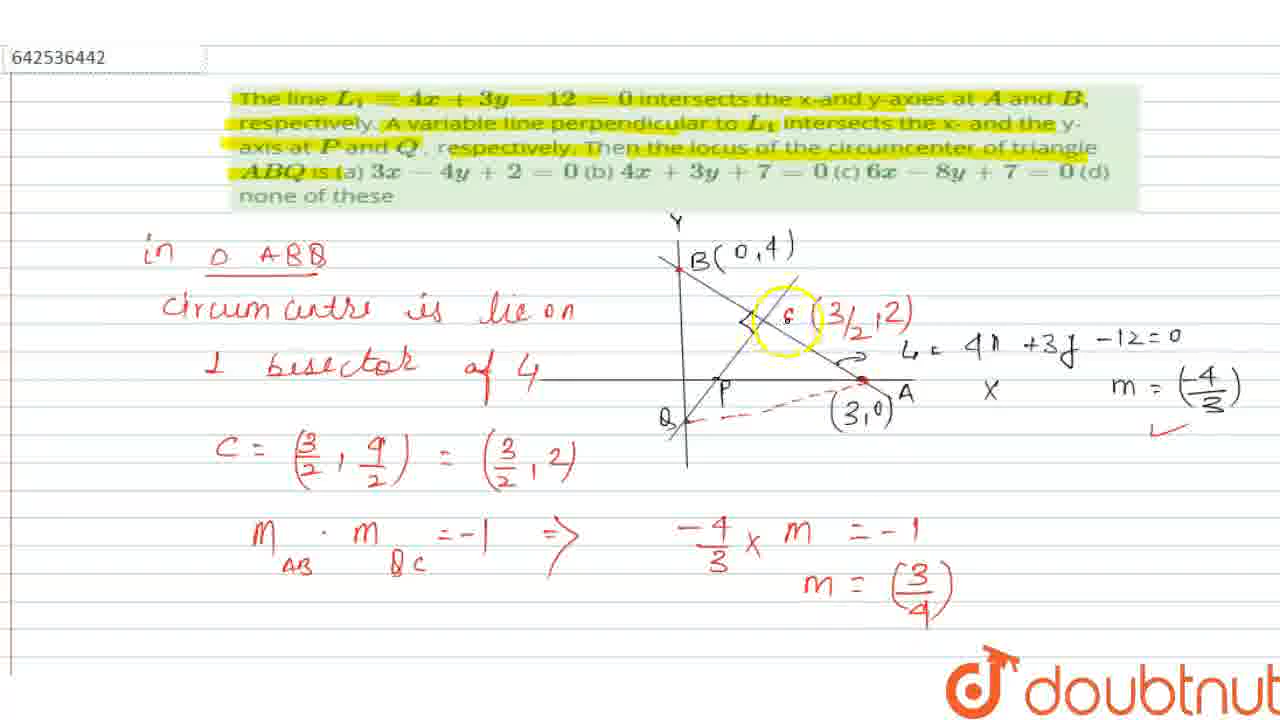 642536442
The line L₁ ≡ 4x + 3y − 12 = 0 intersects the x-and y-axies at A and B,
respectively. A variable line perpendicular to L₁ intersects the x- and the y-
axis at P and Q , respectively. Then the locus of the circumcenter of triangle
ABQ is (a) 3x − 4y + 2 = 0 (b) 4x + 3y + 7 = 0 (c) 6x − 8y + 7 = 0 (d)
none of these
Y
B(0,4)
in Δ ABQ
circumcentre is lie on
C (3/2, 2)
L₁ = 4x + 3y − 12 = 0
⊥ bisector of L₁
P
A
x
m = (-4/3)
Q
(3,0)
C = (3/2, 4/2) = (3/2, 2)
m_AB . m_QC = -1 ⇒ -4/3 × m = -1
m = (3/4)
doubtnut